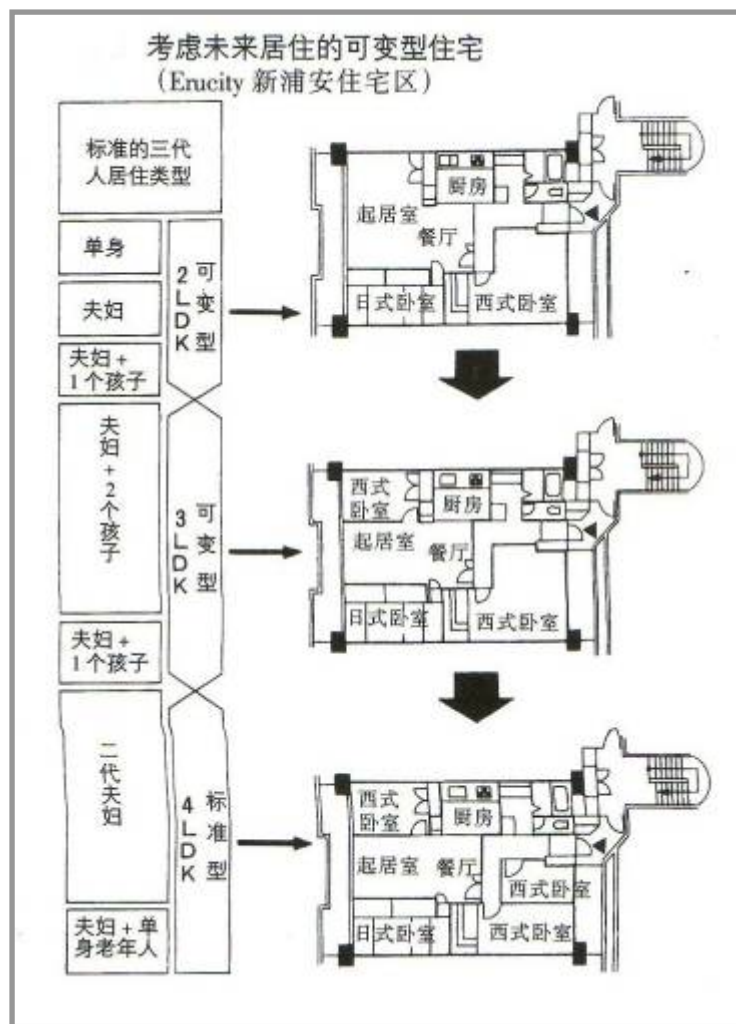 考虑未来居住的可变型住宅
（Erucity 新浦安住宅区）
标准的三代
人居住类型
单身
夫妇
夫妇 +
1 个孩子
2LDK
可变型
起居室
厨房
餐厅
日式卧室
西式卧室
夫妇+2个孩子
夫妇 +
1 个孩子
3LDK
可变型
西式
卧室
厨房
起居室
餐厅
日式卧室
西式卧室
二代夫妇
夫妇 + 单
身老年人
4LDK
标准型
西式
卧室
厨房
起居室
餐厅
西式卧室
日式卧室
西式卧室